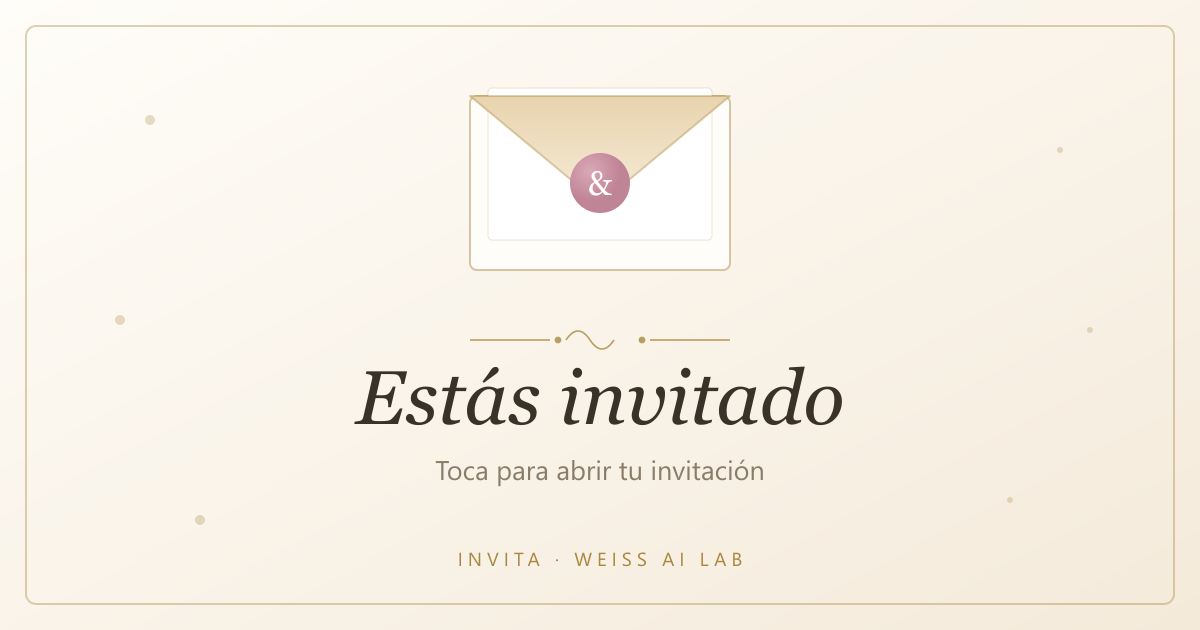 &
Estás invitado
Toca para abrir tu invitación
INVITA · WEISS AI LAB